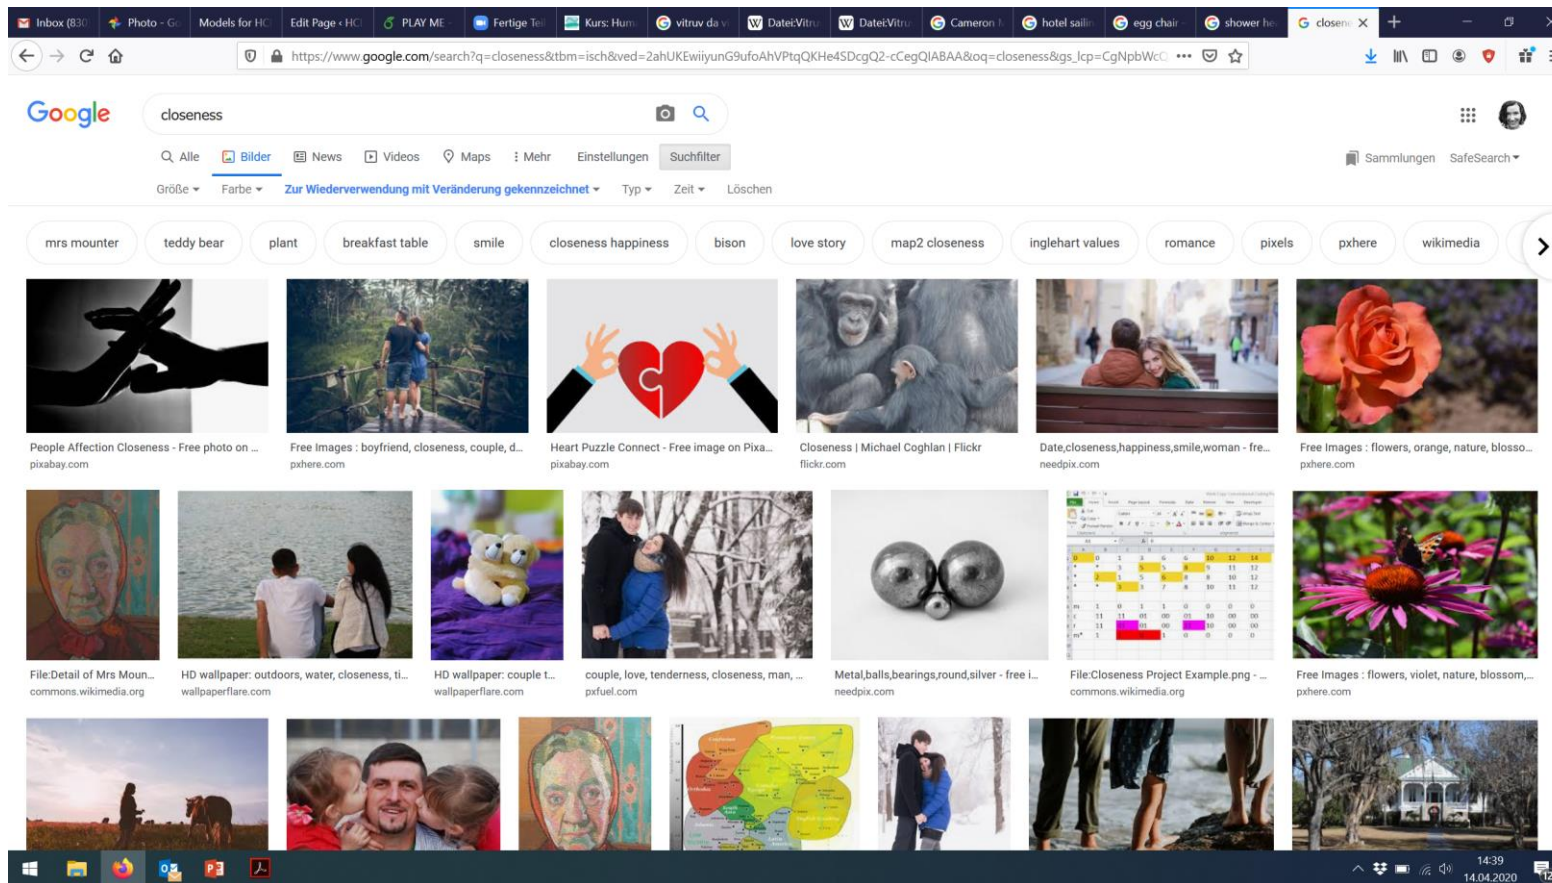 Inbox (830
Photo - Go
Models for HC
Edit Page ‹ HC
PLAY ME -
Fertige Teil
Kurs: Hum
vitruv da vi
Datei:Vitru
Datei:Vitru
Cameron
hotel sailin
egg chair -
shower he
closene
https://www.google.com/search?q=closeness&tbm=isch&ved=2ahUKEwiiyunG9ufoAhVPtqQKHe4SDcgQ2-cCegQIABAA&oq=closeness&gs_lcp=CgNpbWcQ
Google
closeness
Alle Bilder News Videos Maps Mehr Einstellungen Suchfilter
Sammlungen SafeSearch
Größe Farbe Zur Wiederverwendung mit Veränderung gekennzeichnet Typ Zeit Löschen
mrs mounter teddy bear plant breakfast table smile closeness happiness bison love story map2 closeness inglehart values romance pixels pxhere wikimedia
People Affection Closeness - Free photo on ...
pixabay.com
Free Images : boyfriend, closeness, couple, d...
pxhere.com
Heart Puzzle Connect - Free image on Pixa...
pixabay.com
Closeness | Michael Coghlan | Flickr
flickr.com
Date,closeness,happiness,smile,woman - fre...
needpix.com
Free Images : flowers, orange, nature, blosso...
pxhere.com
File:Detail of Mrs Moun...
commons.wikimedia.org
HD wallpaper: outdoors, water, closeness, ti...
wallpaperflare.com
HD wallpaper: couple t...
wallpaperflare.com
couple, love, tenderness, closeness, man, ...
pxfuel.com
Metal,balls,bearings,round,silver - free i...
needpix.com
File:Closeness Project Example.png - ...
commons.wikimedia.org
Free Images : flowers, violet, nature, blossom,...
pxhere.com
14:39
14.04.2020